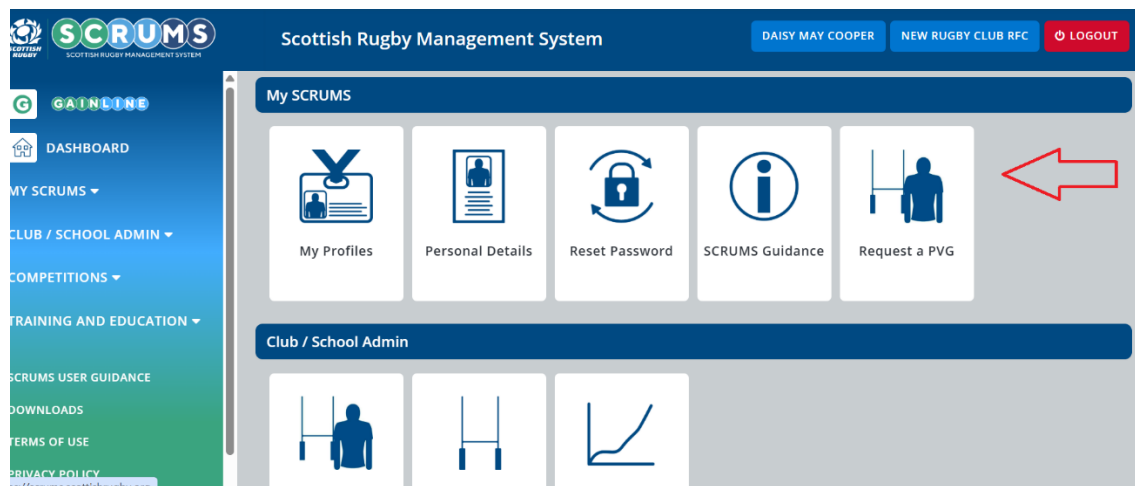 SCOTTISH
RUGBY
SCRUMS
SCOTTISH RUGBY MANAGEMENT SYSTEM
Scottish Rugby Management System
DAISY MAY COOPER
NEW RUGBY CLUB RFC
LOGOUT
G GAINLINE
DASHBOARD
MY SCRUMS
CLUB / SCHOOL ADMIN
COMPETITIONS
TRAINING AND EDUCATION
SCRUMS USER GUIDANCE
DOWNLOADS
TERMS OF USE
PRIVACY POLICY
My SCRUMS
My Profiles
Personal Details
Reset Password
SCRUMS Guidance
Request a PVG
Club / School Admin